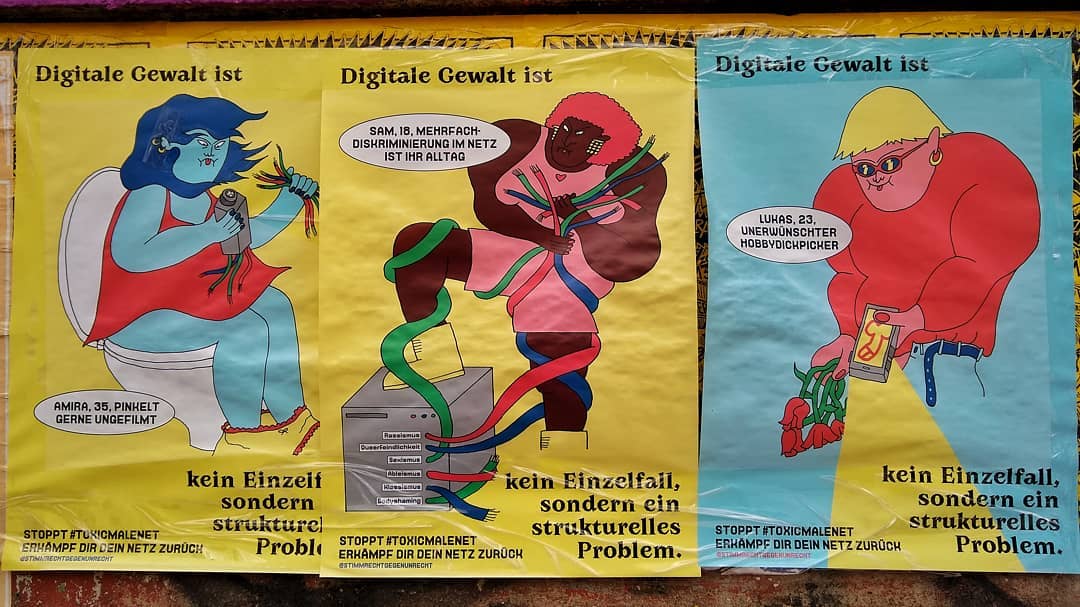 Digitale Gewalt ist
AMIRA, 35, PINKELT
GERNE UNGEFILMT
kein Einzelf
sondern
strukturel
Proble
STOPPT #TOXICMALENET
ERKÄMPF DIR DEIN NETZ ZURÜCK
@STIMMRECHTGEGENUNRECHT
Digitale Gewalt ist
SAM, 18, MEHRFACH-
DISKRIMINIERUNG IM NETZ
IST IHR ALLTAG
Rassismus
Queerfeindlichkeit
Sexismus
Ableismus
Klassismus
Bodyshaming
kein Einzelfall,
sondern ein
strukturelles
Problem.
STOPPT #TOXICMALENET
ERKÄMPF DIR DEIN NETZ ZURÜCK
@STIMMRECHTGEGENUNRECHT
Digitale Gewalt ist
LUKAS, 23,
UNERWÜNSCHTER
HOBBYDICKPICKER
kein Einzelfall,
sondern ein
strukturelles
Problem.
STOPPT #TOXICMALENET
ERKÄMPF DIR DEIN NETZ ZURÜCK
@STIMMRECHTGEGENUNRECHT